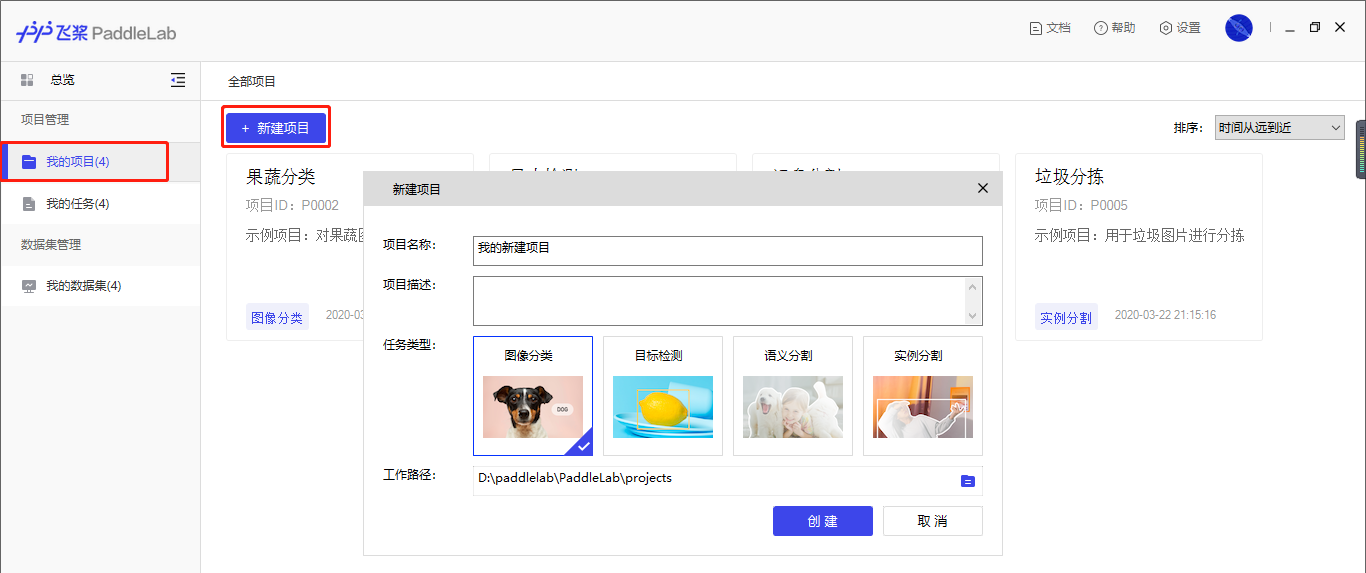 飞桨 PaddleLab
文档
帮助
设置
总览
全部项目
项目管理
+ 新建项目
排序：
时间从远到近
我的项目(4)
我的任务(4)
数据集管理
我的数据集(4)
果蔬分类
项目ID：P0002
示例项目：对果蔬
图像分类
2020-03
垃圾分拣
项目ID：P0005
示例项目：用于垃圾图片进行分拣
实例分割
2020-03-22 21:15:16
新建项目
项目名称：
我的新建项目
项目描述：
任务类型：
图像分类
目标检测
语义分割
实例分割
DOG
工作路径：
D:\paddlelab\PaddleLab\projects
创建
取消